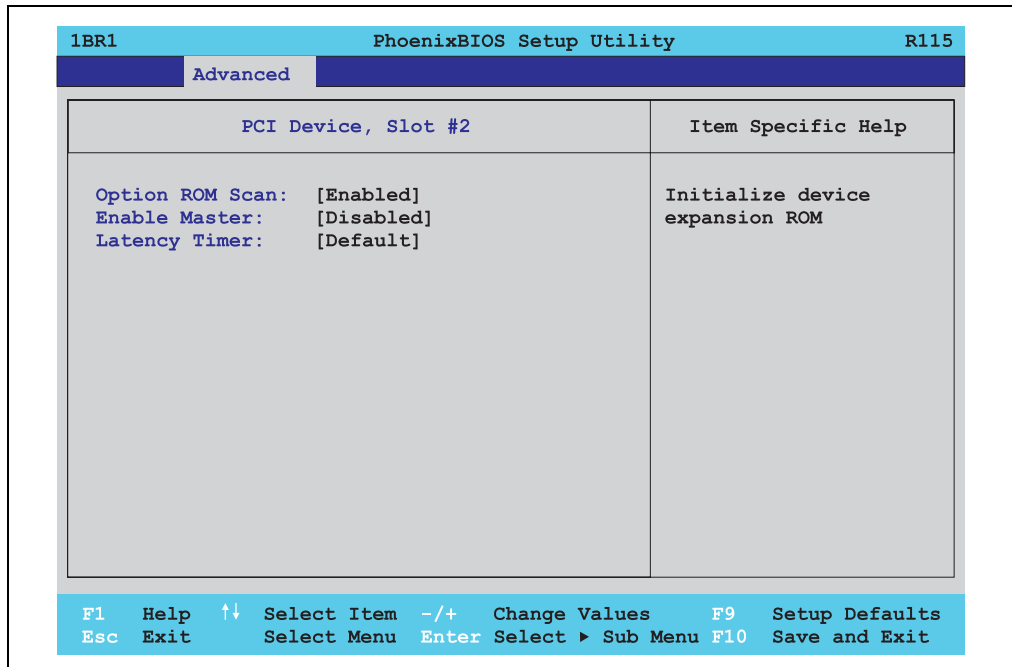 1BR1 PhoenixBIOS Setup Utility R115
Advanced
PCI Device, Slot #2
Item Specific Help
Option ROM Scan: [Enabled]
Enable Master: [Disabled]
Latency Timer: [Default]
Initialize device
expansion ROM
F1 Help ↑↓ Select Item -/+ Change Values F9 Setup Defaults
Esc Exit Select Menu Enter Select ▶ Sub Menu F10 Save and Exit